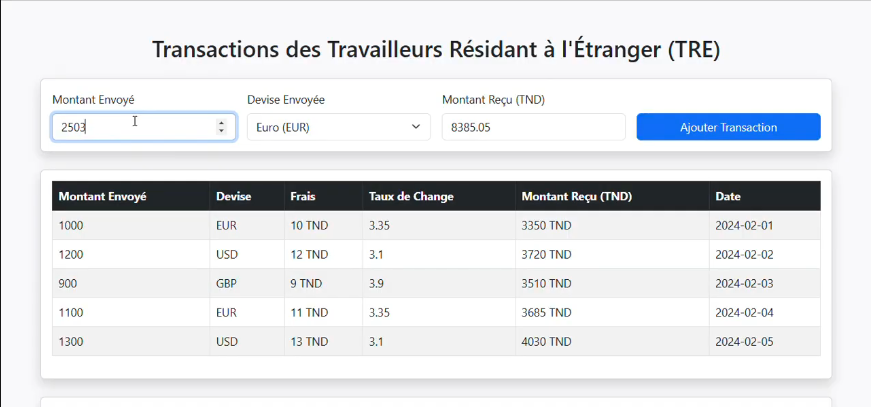 Transactions des Travailleurs Résidant à l'Étranger (TRE)
Montant Envoyé Devise Envoyée Montant Reçu (TND)
2503 Euro (EUR) 8385.05 Ajouter Transaction
Montant Envoyé Devise Frais Taux de Change Montant Reçu (TND) Date
1000 EUR 10 TND 3.35 3350 TND 2024-02-01
1200 USD 12 TND 3.1 3720 TND 2024-02-02
900 GBP 9 TND 3.9 3510 TND 2024-02-03
1100 EUR 11 TND 3.35 3685 TND 2024-02-04
1300 USD 13 TND 3.1 4030 TND 2024-02-05